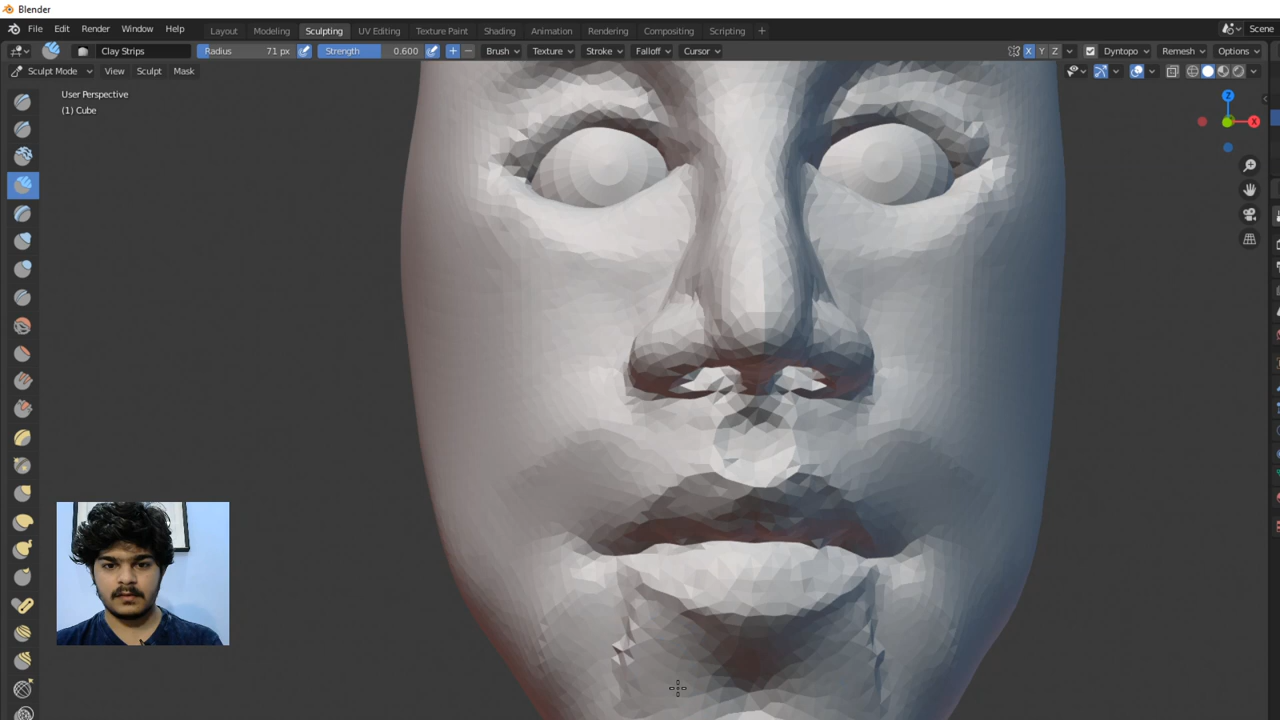 Blender
File Edit Render Window Help Layout Modeling Sculpting UV Editing Texture Paint Shading Animation Rendering Compositing Scripting + Scene
Clay Strips Radius 71 px Strength 0.600 Brush Texture Stroke Falloff Cursor X Y Z Dyntopo Remesh Options
Sculpt Mode View Sculpt Mask
User Perspective
(1) Cube
Z
X